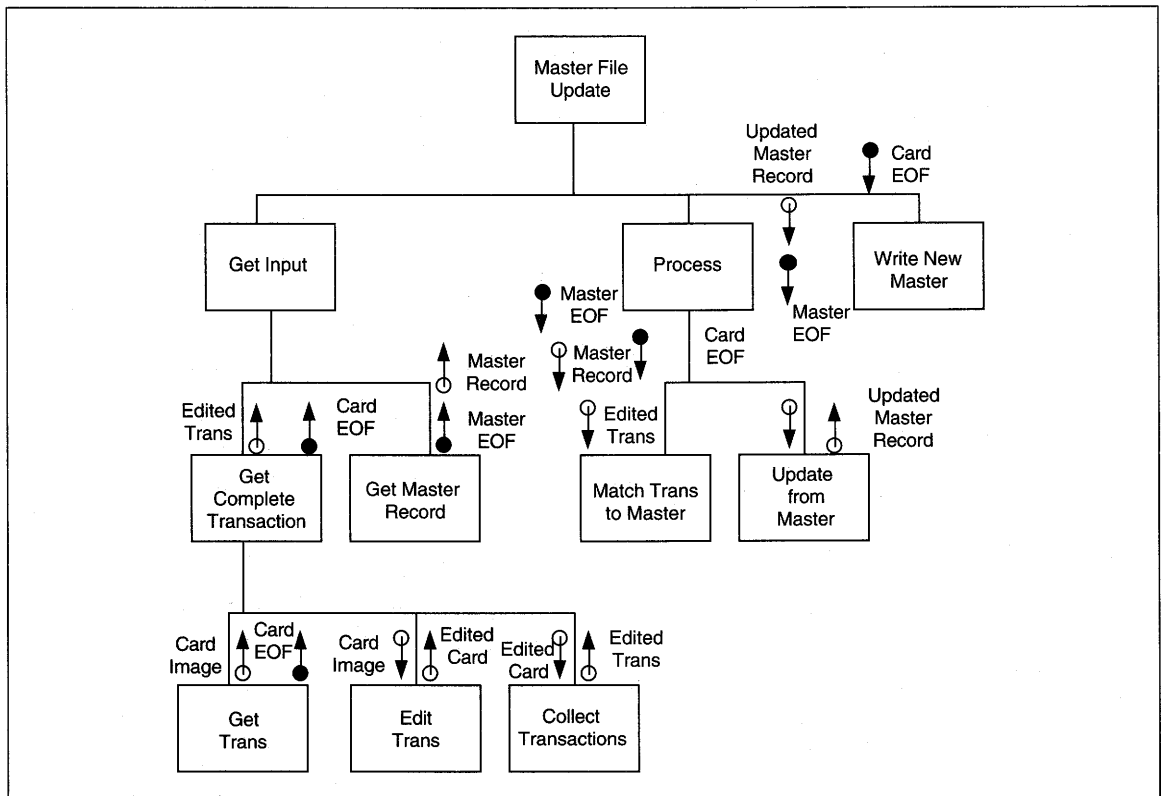 Master File
Update
Updated
Master
Record
Card
EOF
Get Input
Process
Write New
Master
Master
EOF
Master
EOF
Card
EOF
Master
Record
Master
Record
Edited
Trans
Card
EOF
Master
EOF
Edited
Trans
Updated
Master
Record
Get
Complete
Transaction
Get Master
Record
Match Trans
to Master
Update
from
Master
Card
Image
Card
EOF
Card
Image
Edited
Card
Edited
Card
Edited
Trans
Get
Trans
Edit
Trans
Collect
Transactions